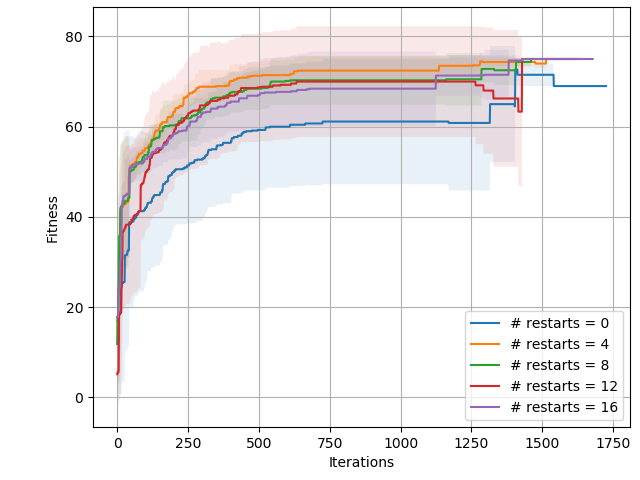 80
60
40
20
0
Fitness
# restarts = 0
# restarts = 4
# restarts = 8
# restarts = 12
# restarts = 16
0 250 500 750 1000 1250 1500 1750
Iterations